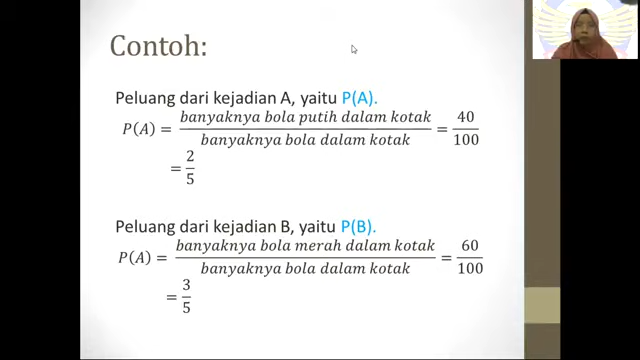 Contoh:
Peluang dari kejadian A, yaitu P(A).
P(A) = banyaknya bola putih dalam kotak / banyaknya bola dalam kotak = 40/100
= 2/5
Peluang dari kejadian B, yaitu P(B).
P(A) = banyaknya bola merah dalam kotak / banyaknya bola dalam kotak = 60/100
= 3/5